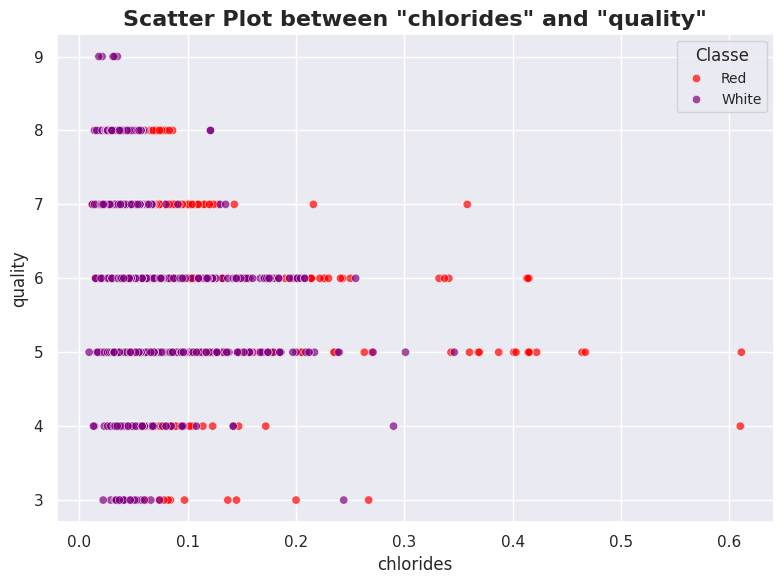 Scatter Plot between "chlorides" and "quality"
Classe
Red
White
quality
9
8
7
6
5
4
3
0.0 0.1 0.2 0.3 0.4 0.5 0.6
chlorides